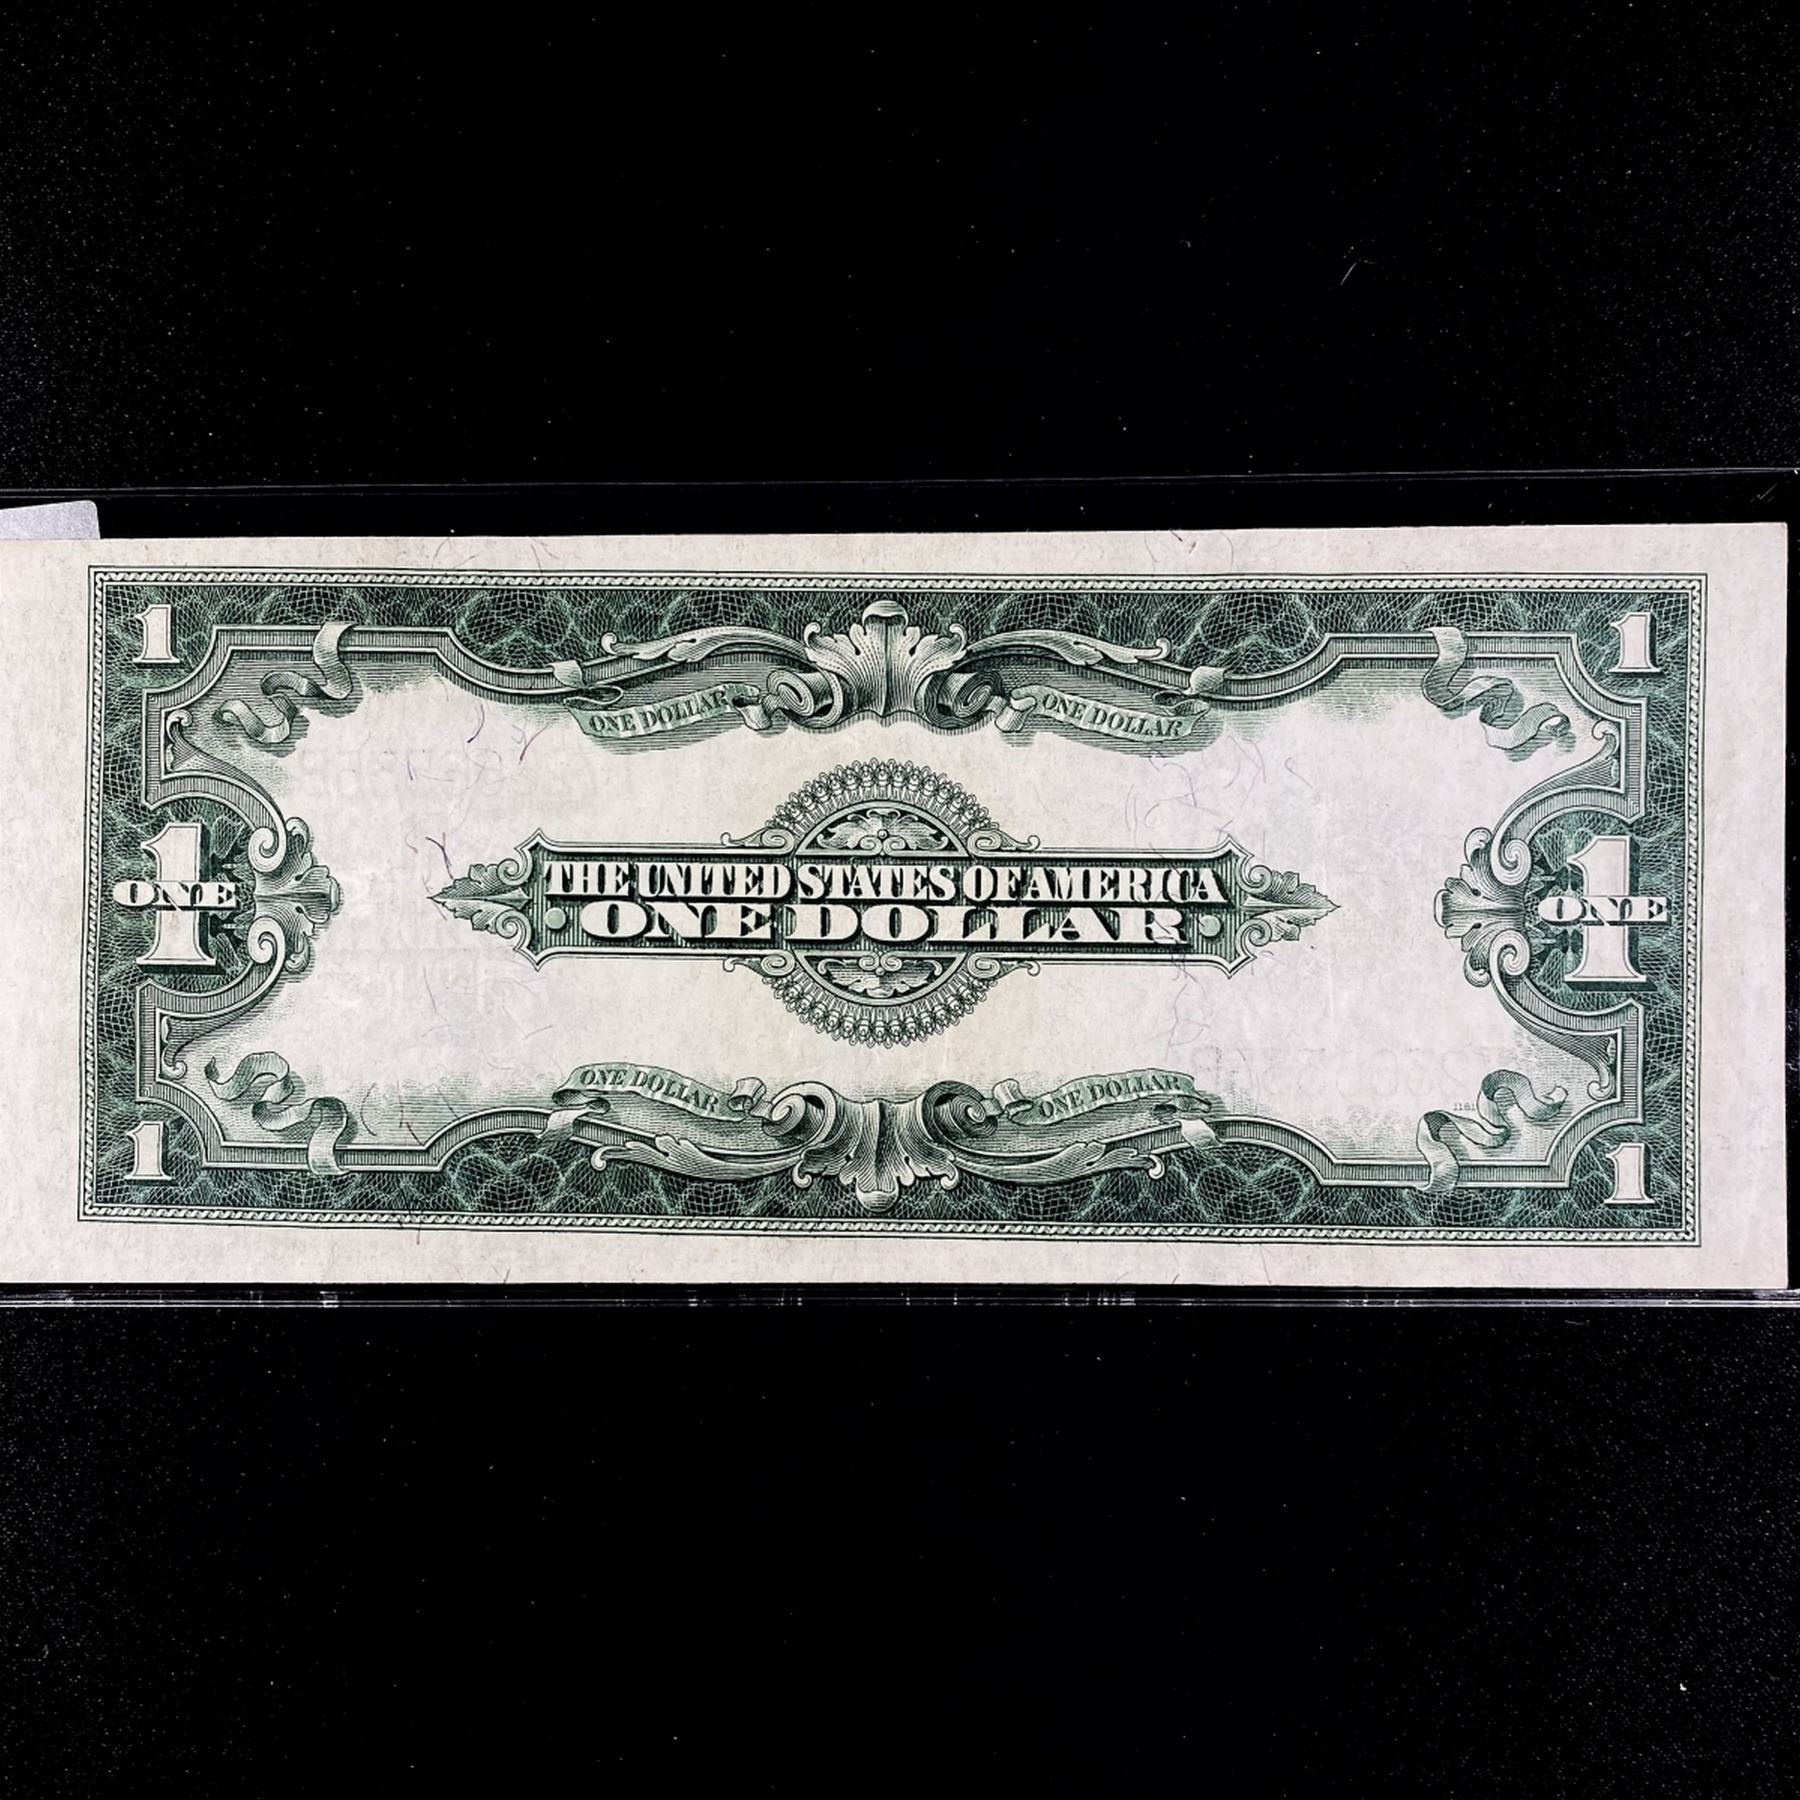 1 1
ONE DOLLAR ONE DOLLAR
1 1
ONE ONE
THE UNITED STATES OF AMERICA
ONE DOLLAR
ONE DOLLAR ONE DOLLAR
1 1